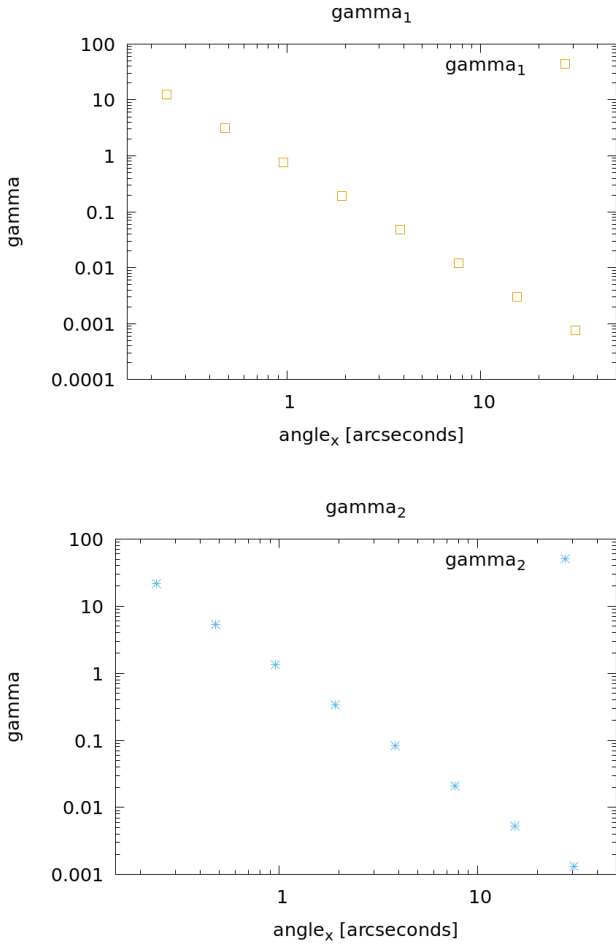 gamma₁
100
gamma₁
10
1
0.1
0.01
0.001
0.0001
gamma
1 10
angleₓ [arcseconds]
gamma₂
100
gamma₂
10
1
0.1
0.01
0.001
gamma
1 10
angleₓ [arcseconds]